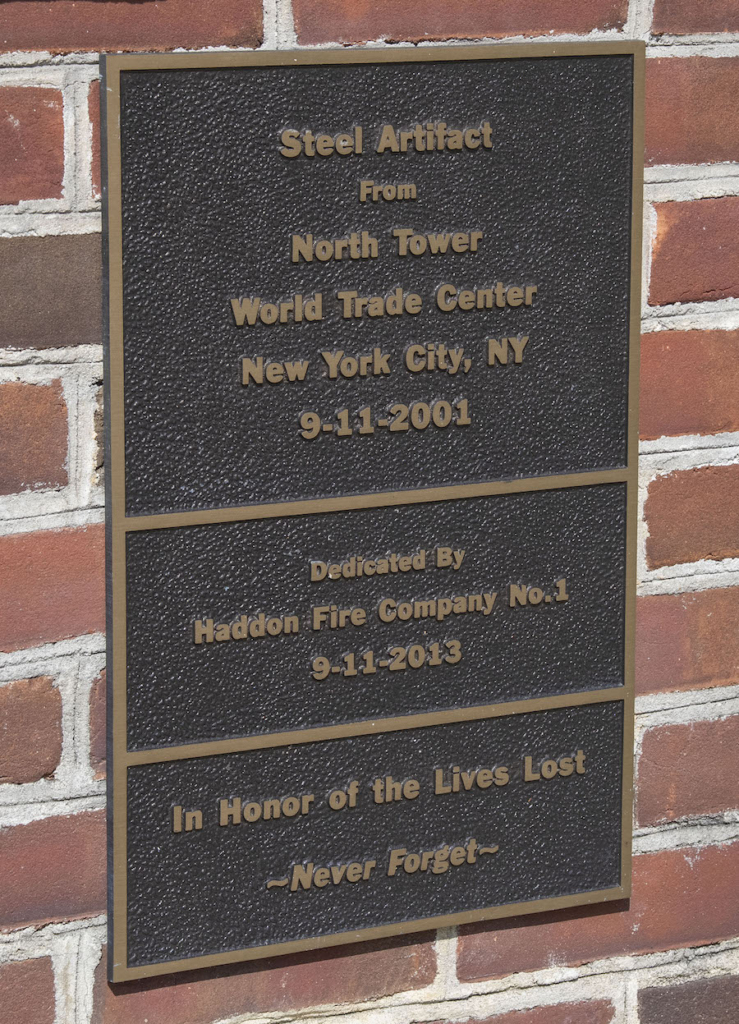 Steel Artifact
From
North Tower
World Trade Center
New York City, NY
9-11-2001
Dedicated By
Haddon Fire Company No.1
9-11-2013
In Honor of the Lives Lost
~Never Forget~